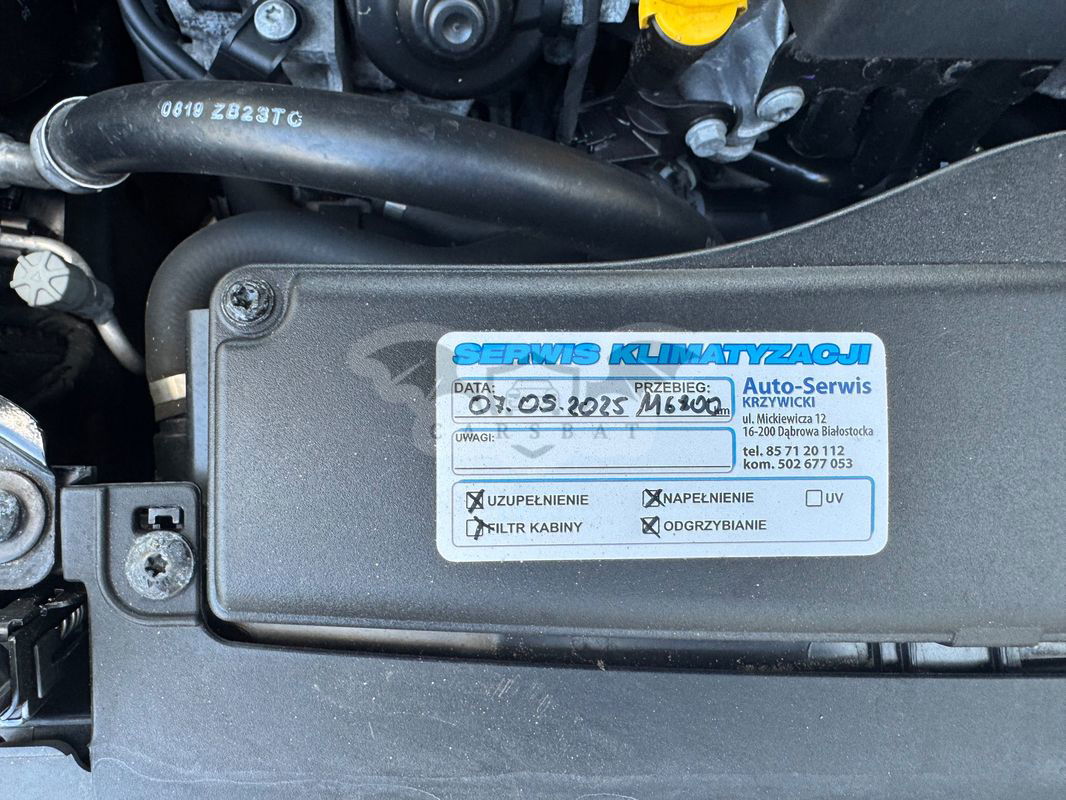 0619 ZB2STC
SERWIS KLIMATYZACJI
DATA: PRZEBIEG:
07.05.2025 116200 km
Auto-Serwis
KRZYWICKI
ul. Mickiewicza 12
16-200 Dąbrowa Białostocka
tel. 85 71 20 112
kom. 502 677 053
UWAGI:
CARSBAT
UZUPEŁNIENIE NAPEŁNIENIE UV
FILTR KABINY ODGRZYBIANIE